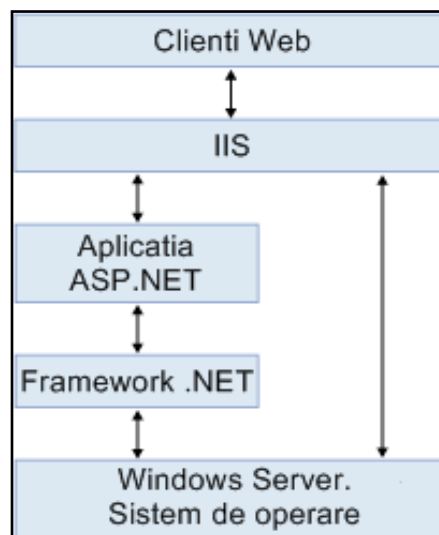 Clienti Web
IIS
Aplicatia
ASP.NET
Framework .NET
Windows Server.
Sistem de operare